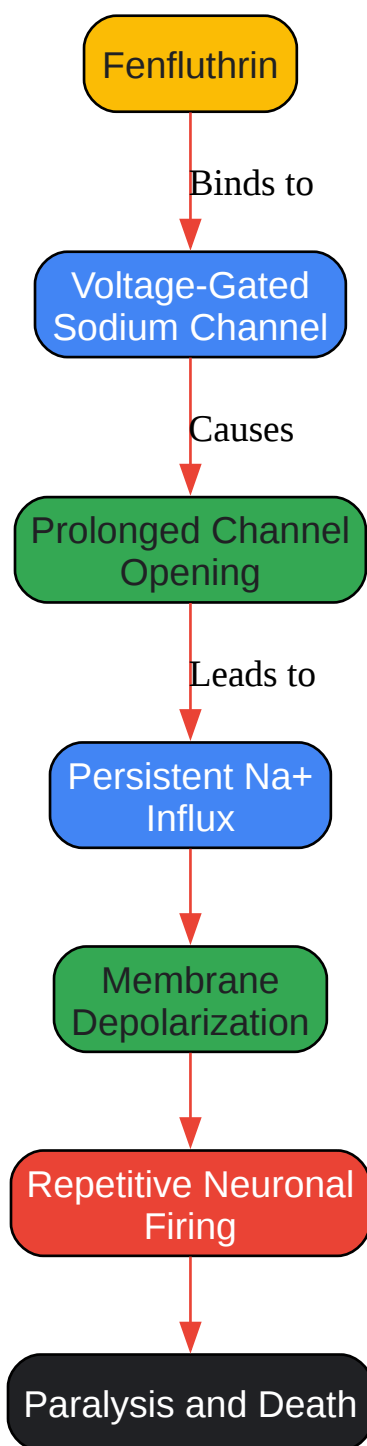 Fenfluthrin
Binds to
Voltage-Gated
Sodium Channel
Causes
Prolonged Channel
Opening
Leads to
Persistent Na+
Influx
Membrane
Depolarization
Repetitive Neuronal
Firing
Paralysis and Death